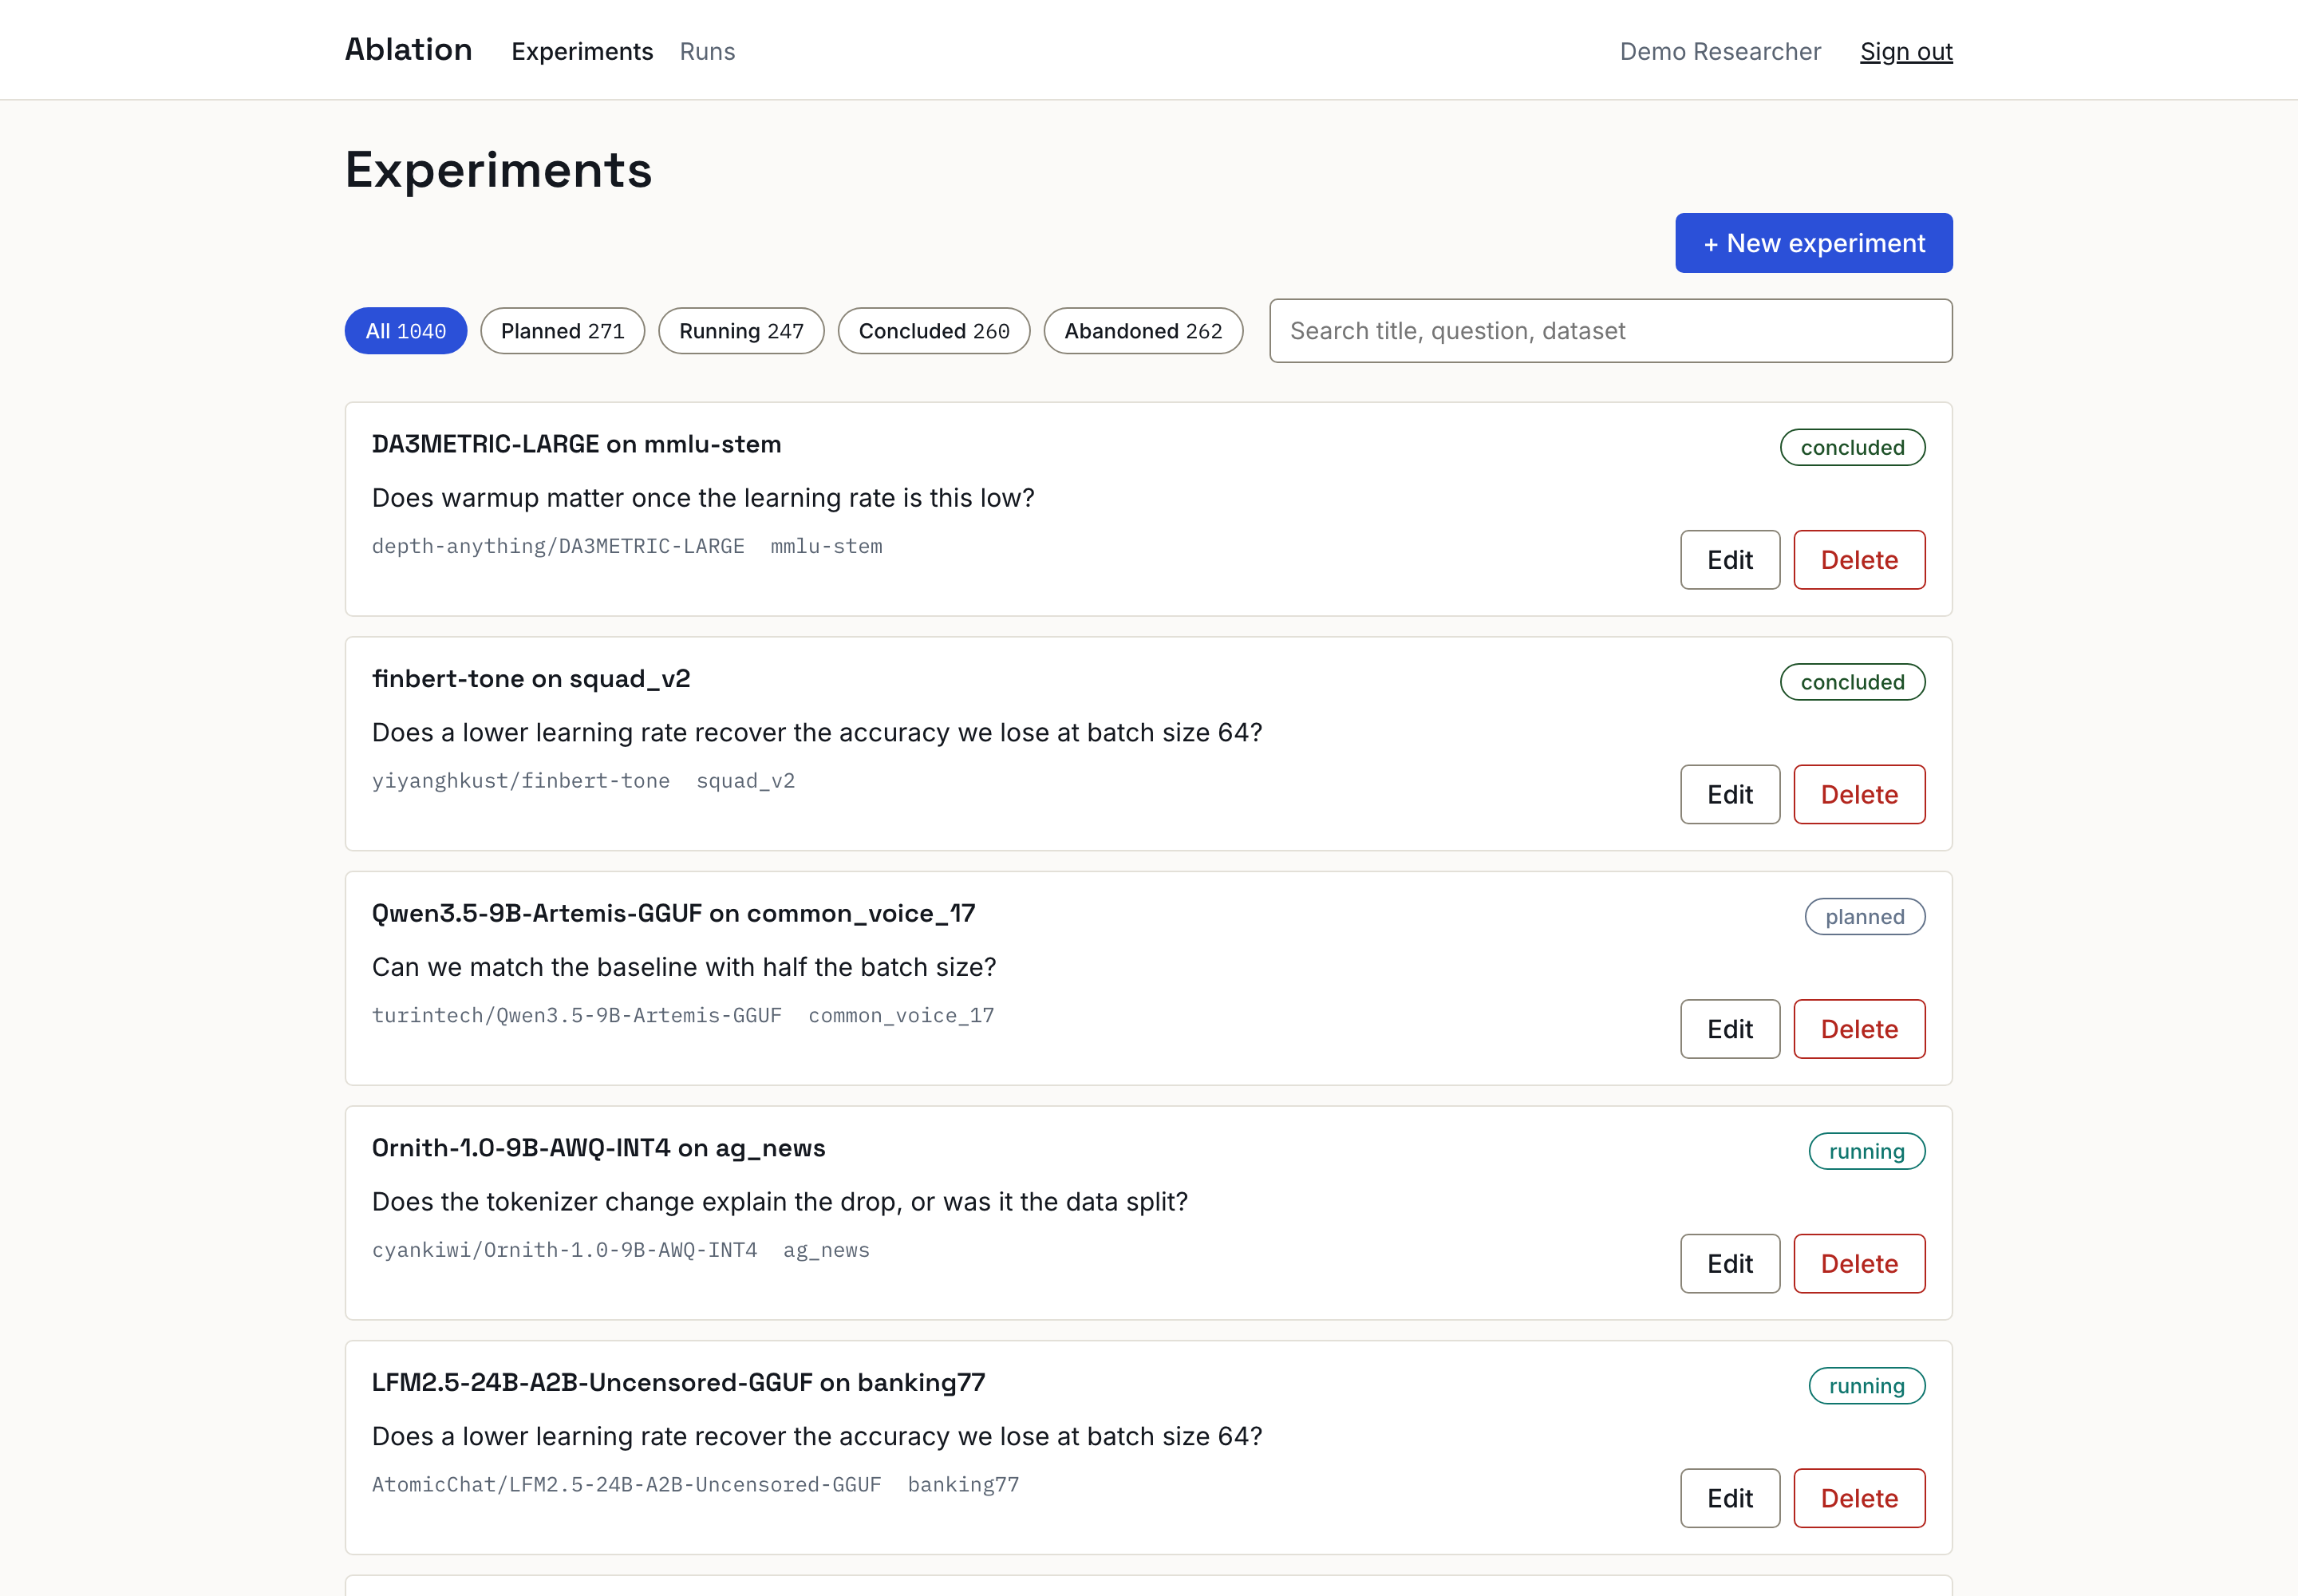 Ablation Experiments Runs Demo Researcher Sign out
Experiments
+ New experiment
All 1040 Planned 271 Running 247 Concluded 260 Abandoned 262 Search title, question, dataset
DA3METRIC-LARGE on mmlu-stem concluded
Does warmup matter once the learning rate is this low?
depth-anything/DA3METRIC-LARGE mmlu-stem
Edit Delete
finbert-tone on squad_v2 concluded
Does a lower learning rate recover the accuracy we lose at batch size 64?
yiyanghkust/finbert-tone squad_v2
Edit Delete
Qwen3.5-9B-Artemis-GGUF on common_voice_17 planned
Can we match the baseline with half the batch size?
turintech/Qwen3.5-9B-Artemis-GGUF common_voice_17
Edit Delete
Ornith-1.0-9B-AWQ-INT4 on ag_news running
Does the tokenizer change explain the drop, or was it the data split?
cyankiwi/Ornith-1.0-9B-AWQ-INT4 ag_news
Edit Delete
LFM2.5-24B-A2B-Uncensored-GGUF on banking77 running
Does a lower learning rate recover the accuracy we lose at batch size 64?
AtomicChat/LFM2.5-24B-A2B-Uncensored-GGUF banking77
Edit Delete